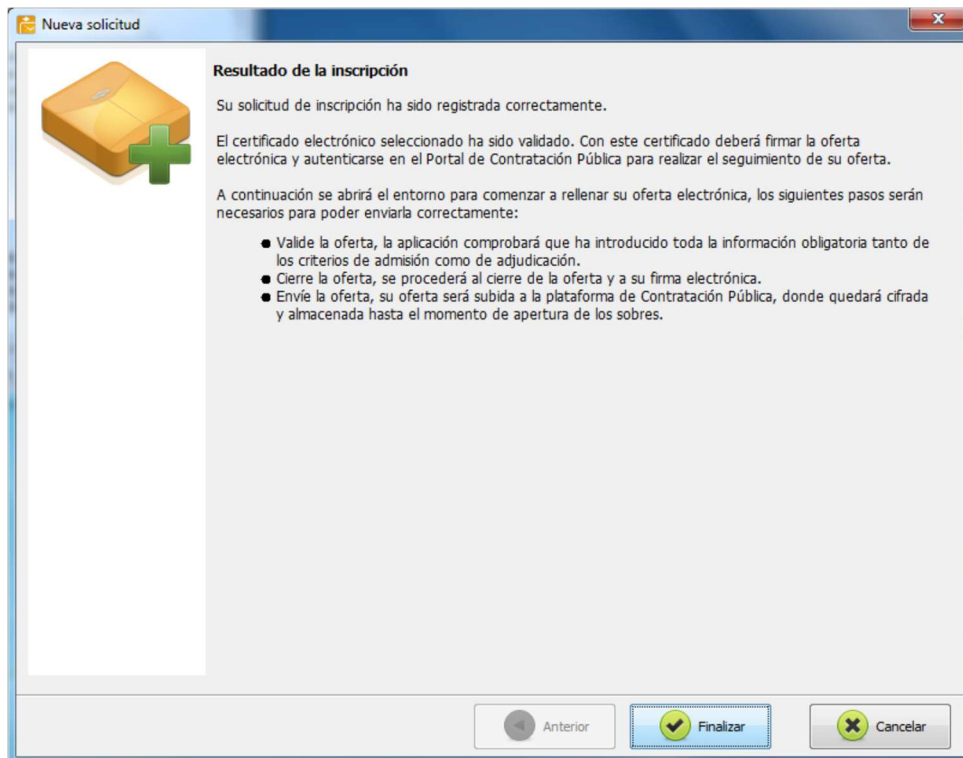 Nueva solicitud
Resultado de la inscripción
Su solicitud de inscripción ha sido registrada correctamente.
El certificado electrónico seleccionado ha sido validado. Con este certificado deberá firmar la oferta
electrónica y autenticarse en el Portal de Contratación Pública para realizar el seguimiento de su oferta.
A continuación se abrirá el entorno para comenzar a rellenar su oferta electrónica, los siguientes pasos serán
necesarios para poder enviarla correctamente:
● Valide la oferta, la aplicación comprobará que ha introducido toda la información obligatoria tanto de
los criterios de admisión como de adjudicación.
● Cierre la oferta, se procederá al cierre de la oferta y a su firma electrónica.
● Envíe la oferta, su oferta será subida a la plataforma de Contratación Pública, donde quedará cifrada
y almacenada hasta el momento de apertura de los sobres.
Anterior
Finalizar
Cancelar